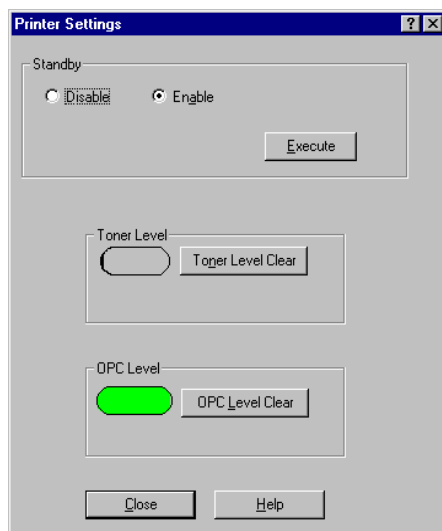 Printer Settings
Standby
Disable
Enable
Execute
Toner Level
Toner Level Clear
OPC Level
OPC Level Clear
Close
Help